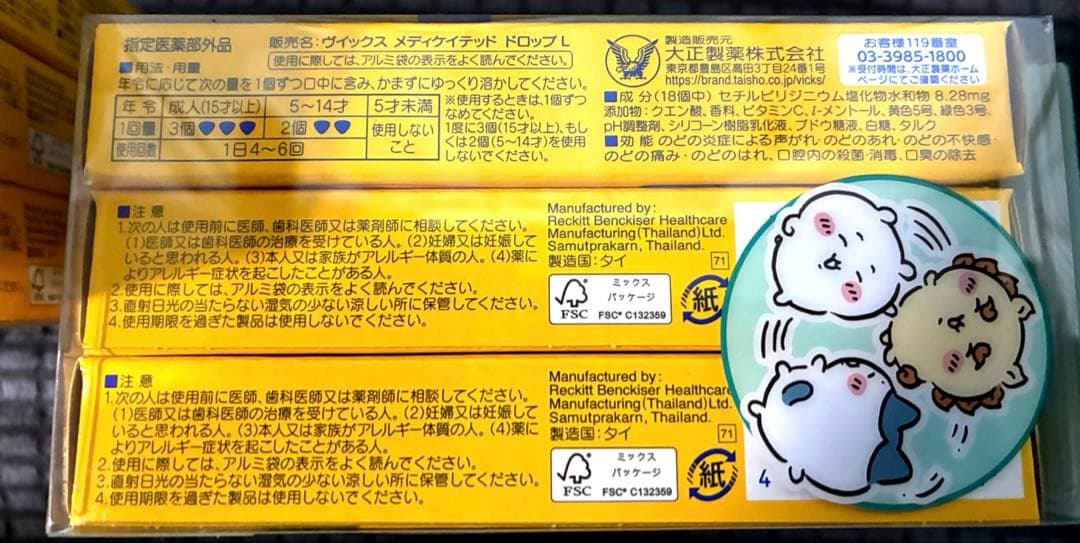 指定医薬部外品
販売名：ヴイックス メディケイテッド ドロップ L
使用に際しては、アルミ袋の表示をよく読んでください。
■用法・用量
年令に応じて次の量を1個ずつ口中に含み、かまずにゆっくり溶かしてください。
年 令 成人(15才以上) 5～14才 5才未満
1回量 3個 2個 使用しないこと
使用回数 1日4～6回
※使用するときは、1個ずつ
なめてください。
1度に3個(15才以上)、もし
くは2個(5～14才)を使用
しないでください。
製造販売元
大正製薬株式会社
東京都豊島区高田3丁目24番1号
https://brand.taisho.co.jp/vicks/
お客様119番室
03-3985-1800
※受付時間は、大正製薬ホーム
ページにてご確認ください
■成分(18個中) セチルピリジニウム塩化物水和物 8.28mg
添加物：クエン酸、香料、ビタミンC、l-メントール、黄色5号、緑色3号、
pH調整剤、シリコーン樹脂乳化液、ブドウ糖液、白糖、タルク
■効能 のどの炎症による声がれ・のどのあれ・のどの不快感・
のどの痛み・のどのはれ、口腔内の殺菌・消毒、口臭の除去
■注意
1.次の人は使用前に医師、歯科医師又は薬剤師に相談してください。
(1)医師又は歯科医師の治療を受けている人。(2)妊婦又は妊娠して
いると思われる人。(3)本人又は家族がアレルギー体質の人。(4)薬に
よりアレルギー症状を起こしたことがある人。
2.使用に際しては、アルミ袋の表示をよく読んでください。
3.直射日光の当たらない湿気の少ない涼しい所に保管してください。
4.使用期限を過ぎた製品は使用しないでください。
Manufactured by:
Reckitt Benckiser Healthcare
Manufacturing(Thailand)Ltd.
Samutprakarn, Thailand.
製造国：タイ
71
FSC
ミックス
パッケージ
FSC® C132359
紙
■注意
1.次の人は使用前に医師、歯科医師又は薬剤師に相談してください。
(1)医師又は歯科医師の治療を受けている人。(2)妊婦又は妊娠して
いると思われる人。(3)本人又は家族がアレルギー体質の人。(4)薬に
よりアレルギー症状を起こしたことがある人。
2.使用に際しては、アルミ袋の表示をよく読んでください。
3.直射日光の当たらない湿気の少ない涼しい所に保管してください。
4.使用期限を過ぎた製品は使用しないでください。
Manufactured by:
Reckitt Benckiser Healthcare
Manufacturing(Thailand)Ltd.
Samutprakarn, Thailand.
製造国：タイ
71
FSC
ミックス
パッケージ
FSC® C132359
紙
4